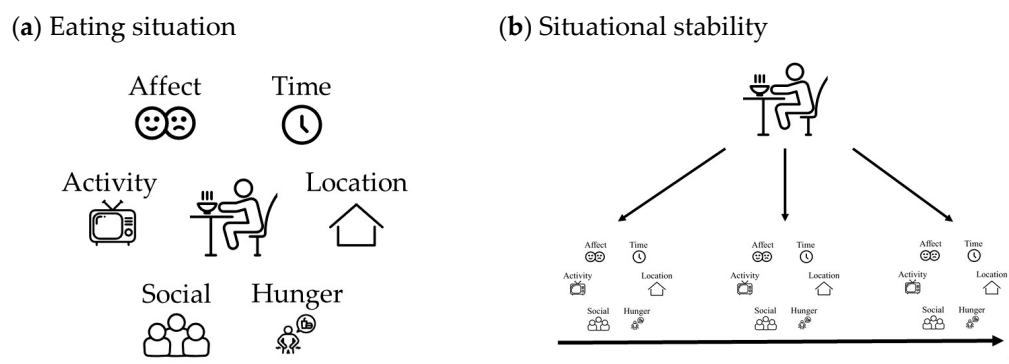 (a) Eating situation
Affect Time
Activity Location
Social Hunger
(b) Situational stability
Affect Time Affect Time Affect Time
Activity Location Activity Location Activity Location
Social Hunger Social Hunger Social Hunger